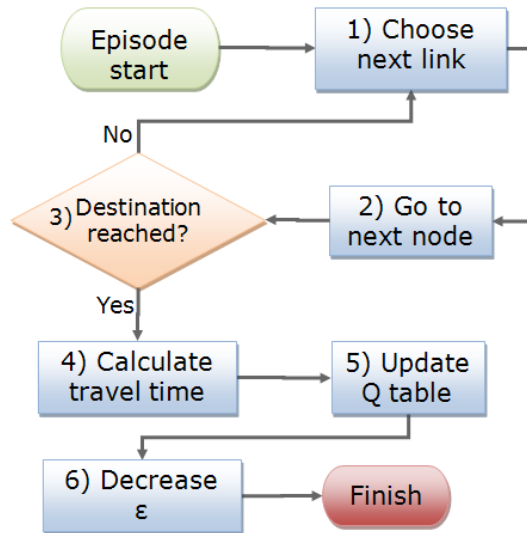 Episode
start
1) Choose
next link
No
3) Destination
reached?
2) Go to
next node
Yes
4) Calculate
travel time
5) Update
Q table
6) Decrease
ε
Finish